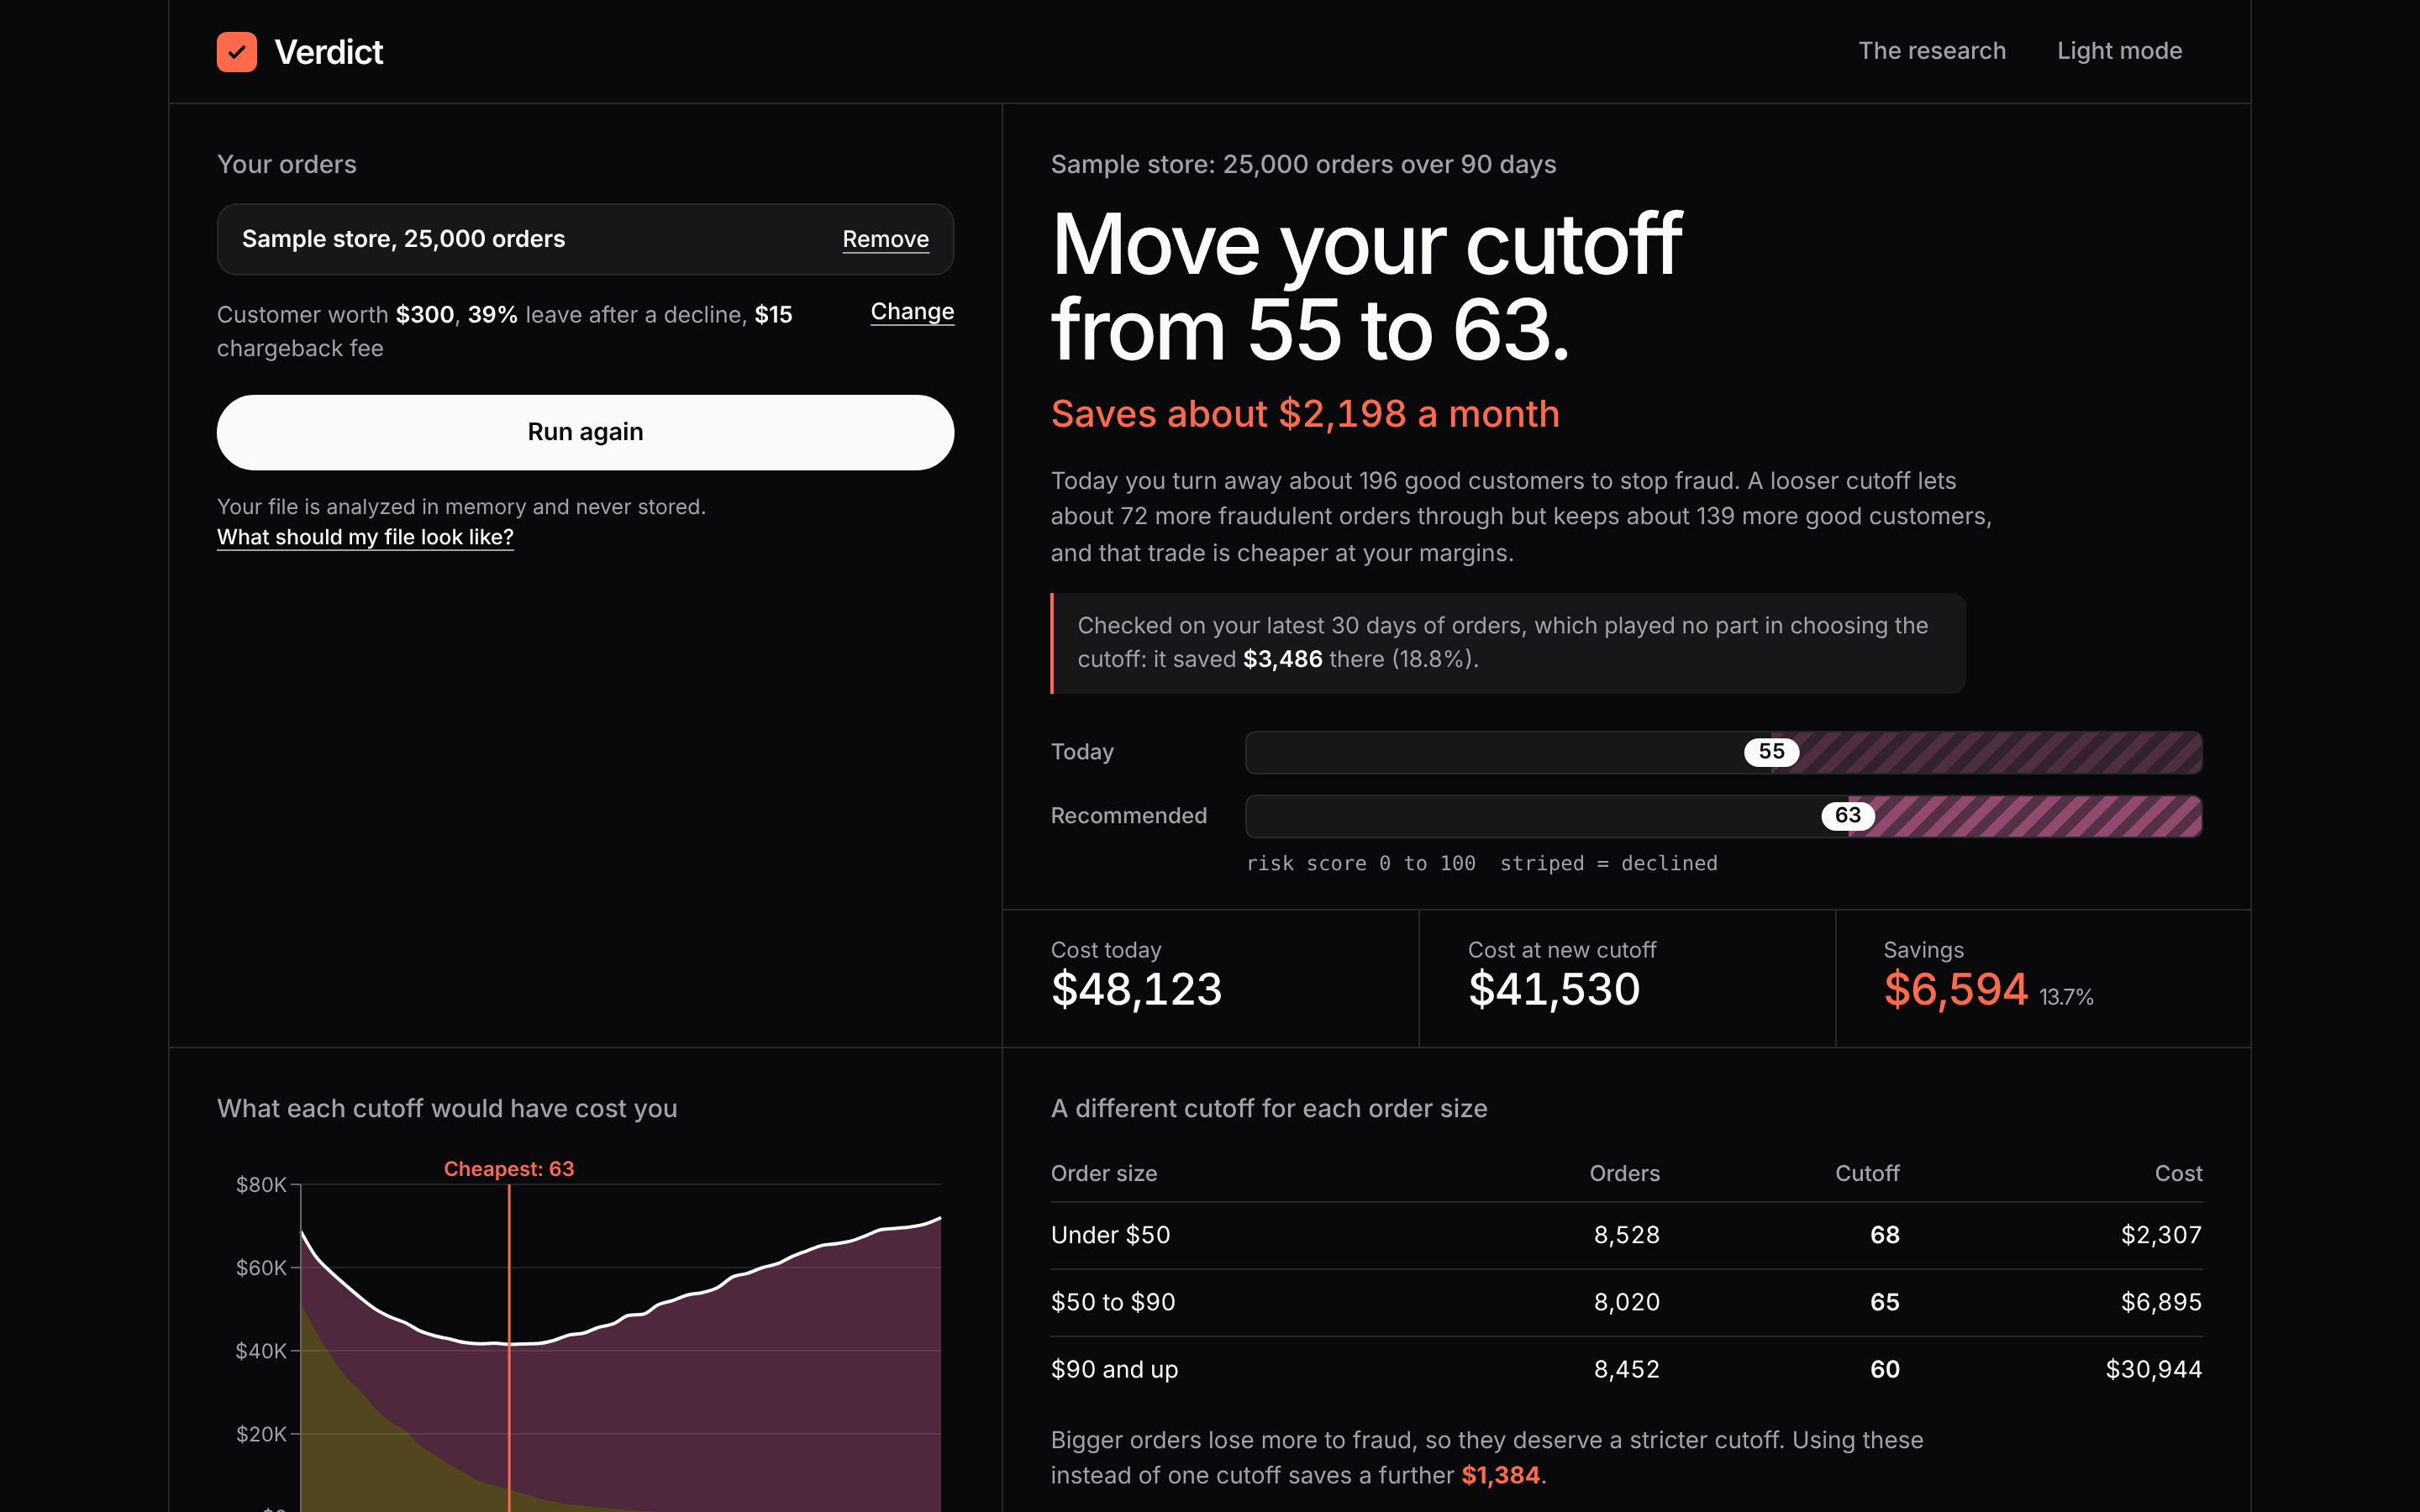 Verdict
The research
Light mode
Your orders
Sample store, 25,000 orders
Remove
Customer worth $300, 39% leave after a decline, $15
chargeback fee
Change
Run again
Your file is analyzed in memory and never stored.
What should my file look like?
Sample store: 25,000 orders over 90 days
Move your cutoff
from 55 to 63.
Saves about $2,198 a month
Today you turn away about 196 good customers to stop fraud. A looser cutoff lets
about 72 more fraudulent orders through but keeps about 139 more good customers,
and that trade is cheaper at your margins.
Checked on your latest 30 days of orders, which played no part in choosing the
cutoff: it saved $3,486 there (18.8%).
Today
55
Recommended
63
risk score 0 to 100  striped = declined
Cost today
$48,123
Cost at new cutoff
$41,530
Savings
$6,594 13.7%
What each cutoff would have cost you
Cheapest: 63
$80K
$60K
$40K
$20K
A different cutoff for each order size
Order size Orders Cutoff Cost
Under $50 8,528 68 $2,307
$50 to $90 8,020 65 $6,895
$90 and up 8,452 60 $30,944
Bigger orders lose more to fraud, so they deserve a stricter cutoff. Using these
instead of one cutoff saves a further $1,384.